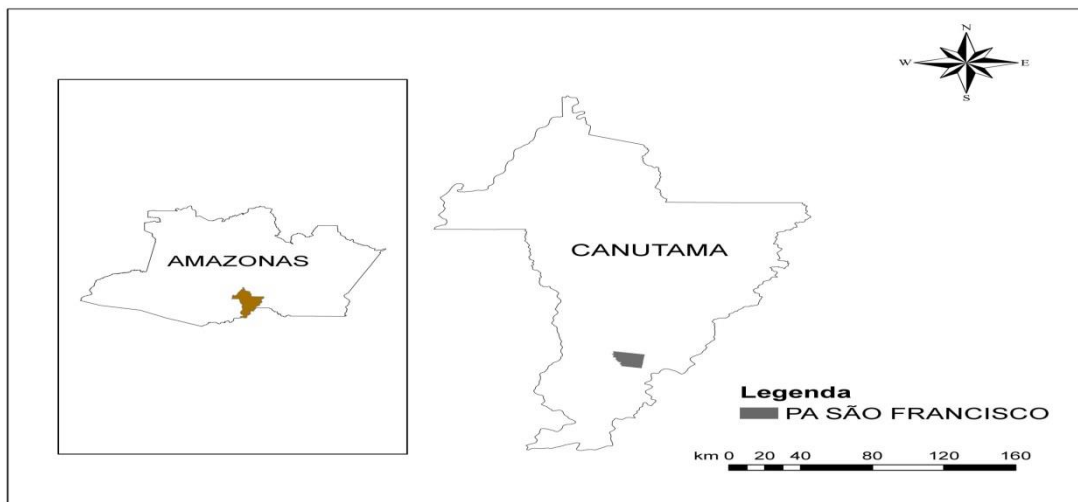 N
W E
S
AMAZONAS
CANUTAMA
Legenda
PA SÃO FRANCISCO
km 0 20 40 80 120 160